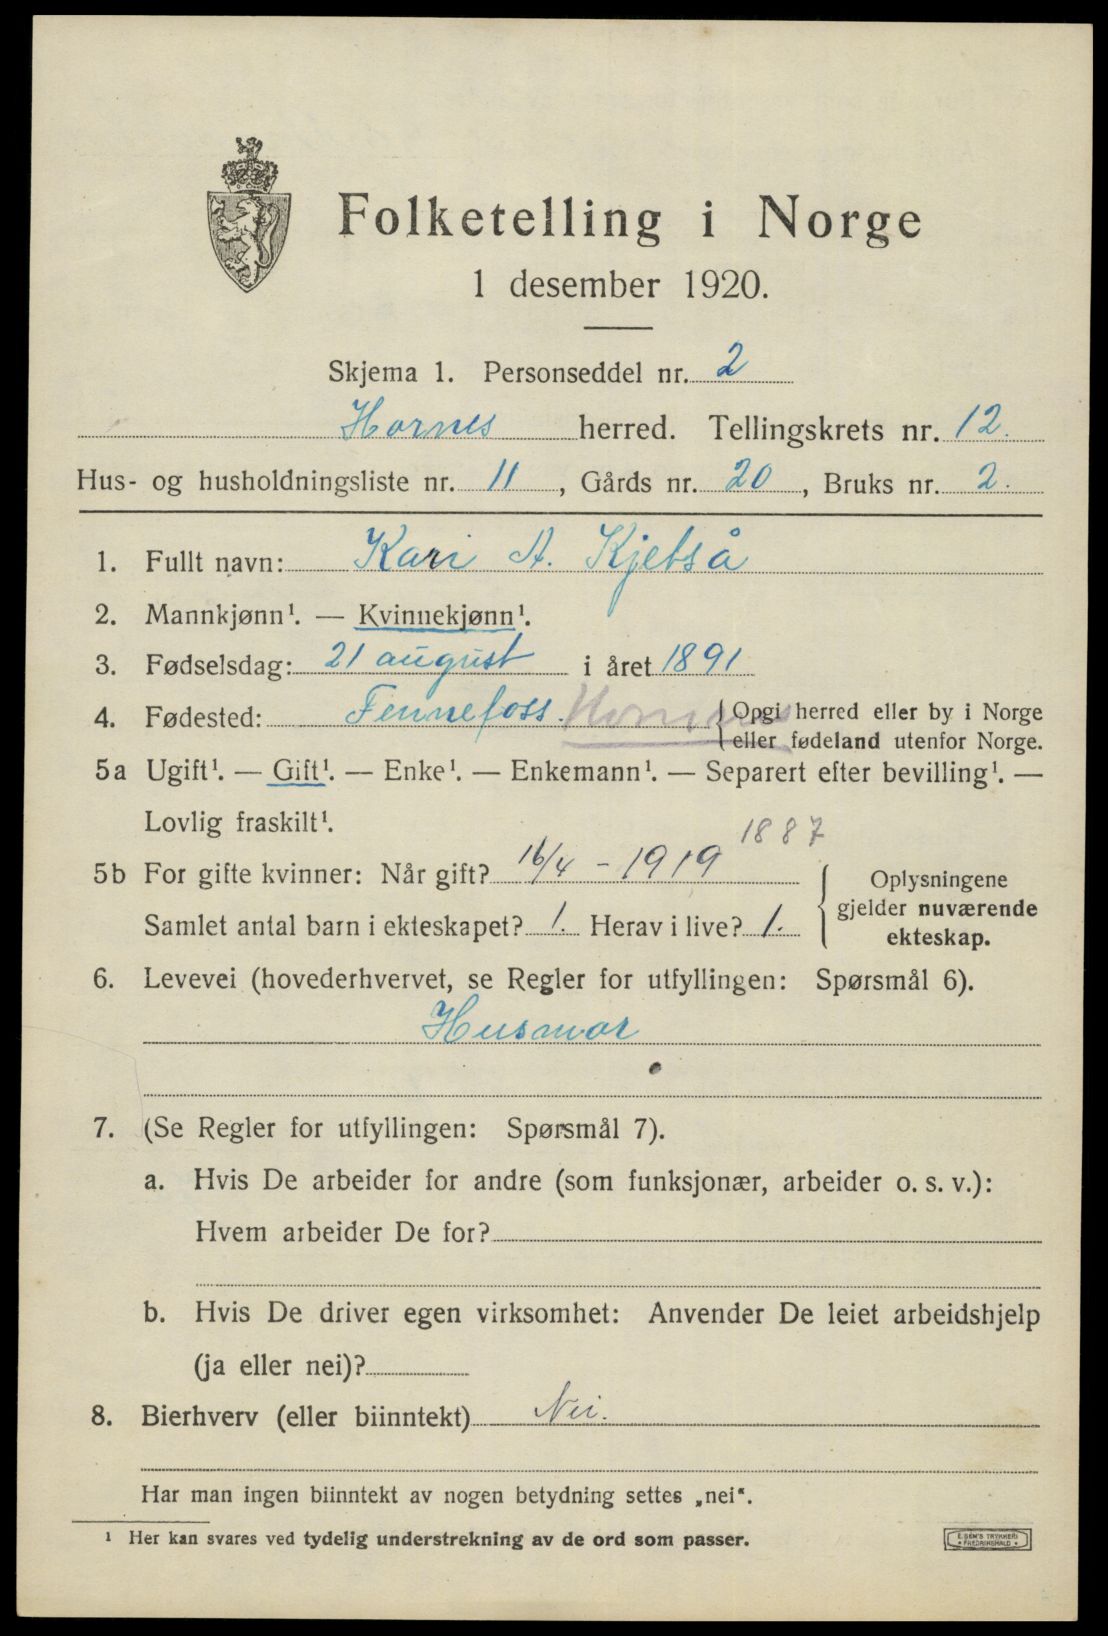 Folketelling i Norge
1 desember 1920.
Skjema 1. Personseddel nr. 2
Hornes herred. Tellingskrets nr. 12.
Hus- og husholdningsliste nr. 11, Gårds nr. 20, Bruks nr. 2.
1. Fullt navn: Kari A. Kjetså
2. Mannkjønn¹. — Kvinnekjønn¹.
3. Fødselsdag: 21 august i året 1891
4. Fødested: Fennefoss. Hornnes { Opgi herred eller by i Norge
eller fødeland utenfor Norge.
5a Ugift¹. — Gift¹. — Enke¹. — Enkemann¹. — Separert efter bevilling¹. —
Lovlig fraskilt¹.
1887
5b For gifte kvinner: Når gift? 16/4 - 1919
Samlet antal barn i ekteskapet? 1. Herav i live? 1.
{ Oplysningene
gjelder nuværende
ekteskap.
6. Levevei (hovederhvervet, se Regler for utfyllingen: Spørsmål 6).
Husmor
7. (Se Regler for utfyllingen: Spørsmål 7).
a. Hvis De arbeider for andre (som funksjonær, arbeider o. s. v.):
Hvem arbeider De for?
b. Hvis De driver egen virksomhet: Anvender De leiet arbeidshjelp
(ja eller nei)?
8. Bierhverv (eller biinntekt) Nei.
Har man ingen biinntekt av nogen betydning settes „nei“.
¹ Her kan svares ved tydelig understrekning av de ord som passer.
E. SEM'S TRYKKERI
• FREDRIKSHALD •